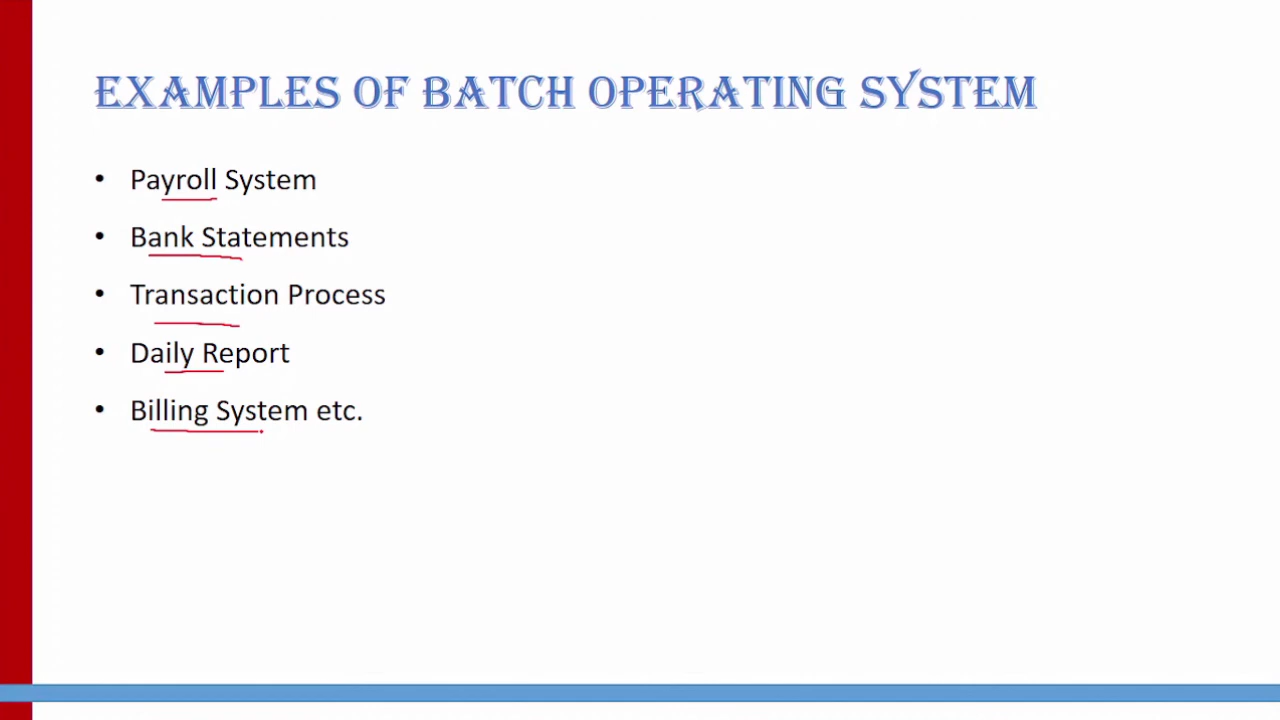 EXAMPLES OF BATCH OPERATING SYSTEM
• Payroll System
• Bank Statements
• Transaction Process
• Daily Report
• Billing System etc.